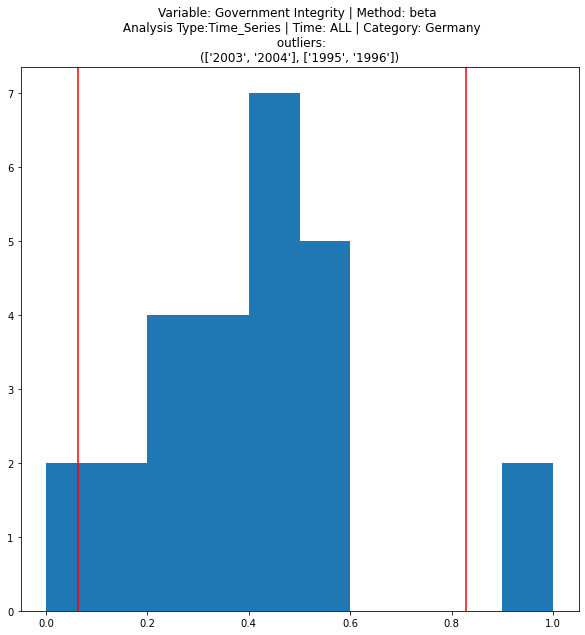 Variable: Government Integrity | Method: beta
Analysis Type:Time_Series | Time: ALL | Category: Germany
outliers:
(['2003', '2004'], ['1995', '1996'])
7
6
5
4
3
2
1
0
0.0 0.2 0.4 0.6 0.8 1.0